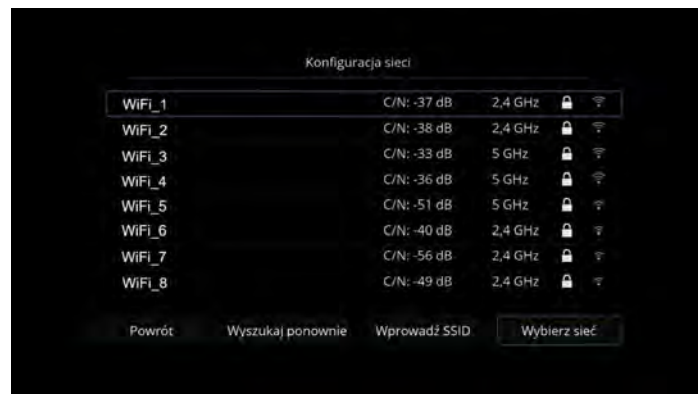 Konfiguracja sieci
WiFi_1 C/N: -37 dB 2,4 GHz
WiFi_2 C/N: -38 dB 2,4 GHz
WiFi_3 C/N: -33 dB 5 GHz
WiFi_4 C/N: -36 dB 5 GHz
WiFi_5 C/N: -51 dB 5 GHz
WiFi_6 C/N: -40 dB 2,4 GHz
WiFi_7 C/N: -56 dB 2,4 GHz
WiFi_8 C/N: -49 dB 2,4 GHz
Powrót Wyszukaj ponownie Wprowadź SSID Wybierz sieć